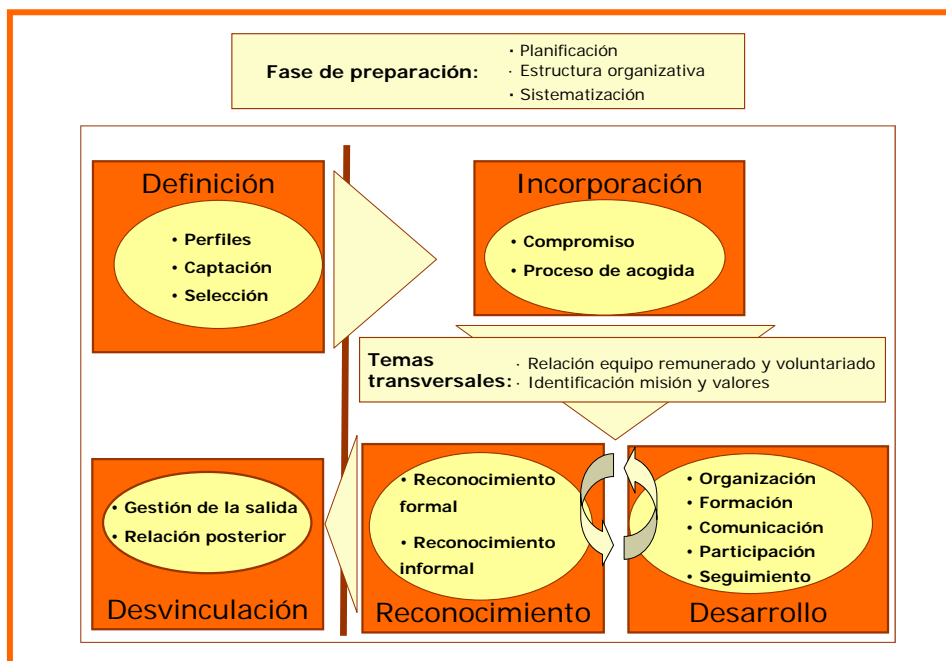 Fase de preparación:
· Planificación
· Estructura organizativa
· Sistematización
Definición
• Perfiles
• Captación
• Selección
Incorporación
• Compromiso
• Proceso de acogida
Temas
transversales:
· Relación equipo remunerado y voluntariado
· Identificación misión y valores
• Gestión de la salida
• Relación posterior
Desvinculación
• Reconocimiento
formal
• Reconocimiento
informal
Reconocimiento
• Organización
• Formación
• Comunicación
• Participación
• Seguimiento
Desarrollo